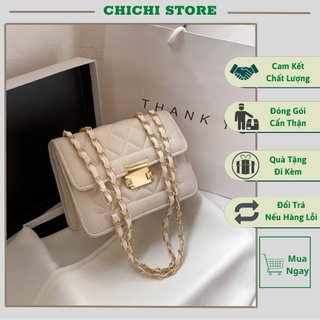 CHICHI STORE
Cam Kết
Chất Lượng
THANK
Đóng Gói
Cẩn Thận
Quà Tặng
Đi Kèm
Đổi Trả
Nếu Hàng Lỗi
Mua
Ngay